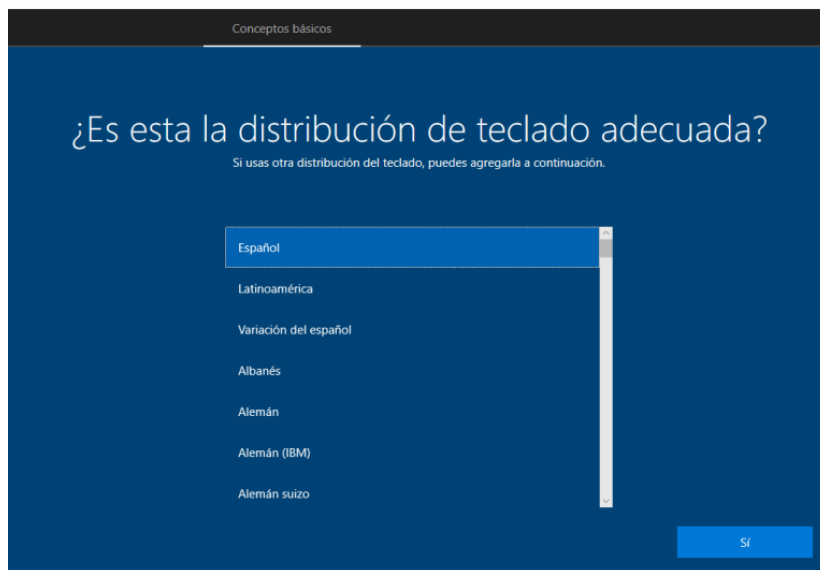 Conceptos básicos
¿Es esta la distribución de teclado adecuada?
Si usas otra distribución del teclado, puedes agregarla a continuación.
Español
Latinoamérica
Variación del español
Albanés
Alemán
Alemán (IBM)
Alemán suizo
Sí